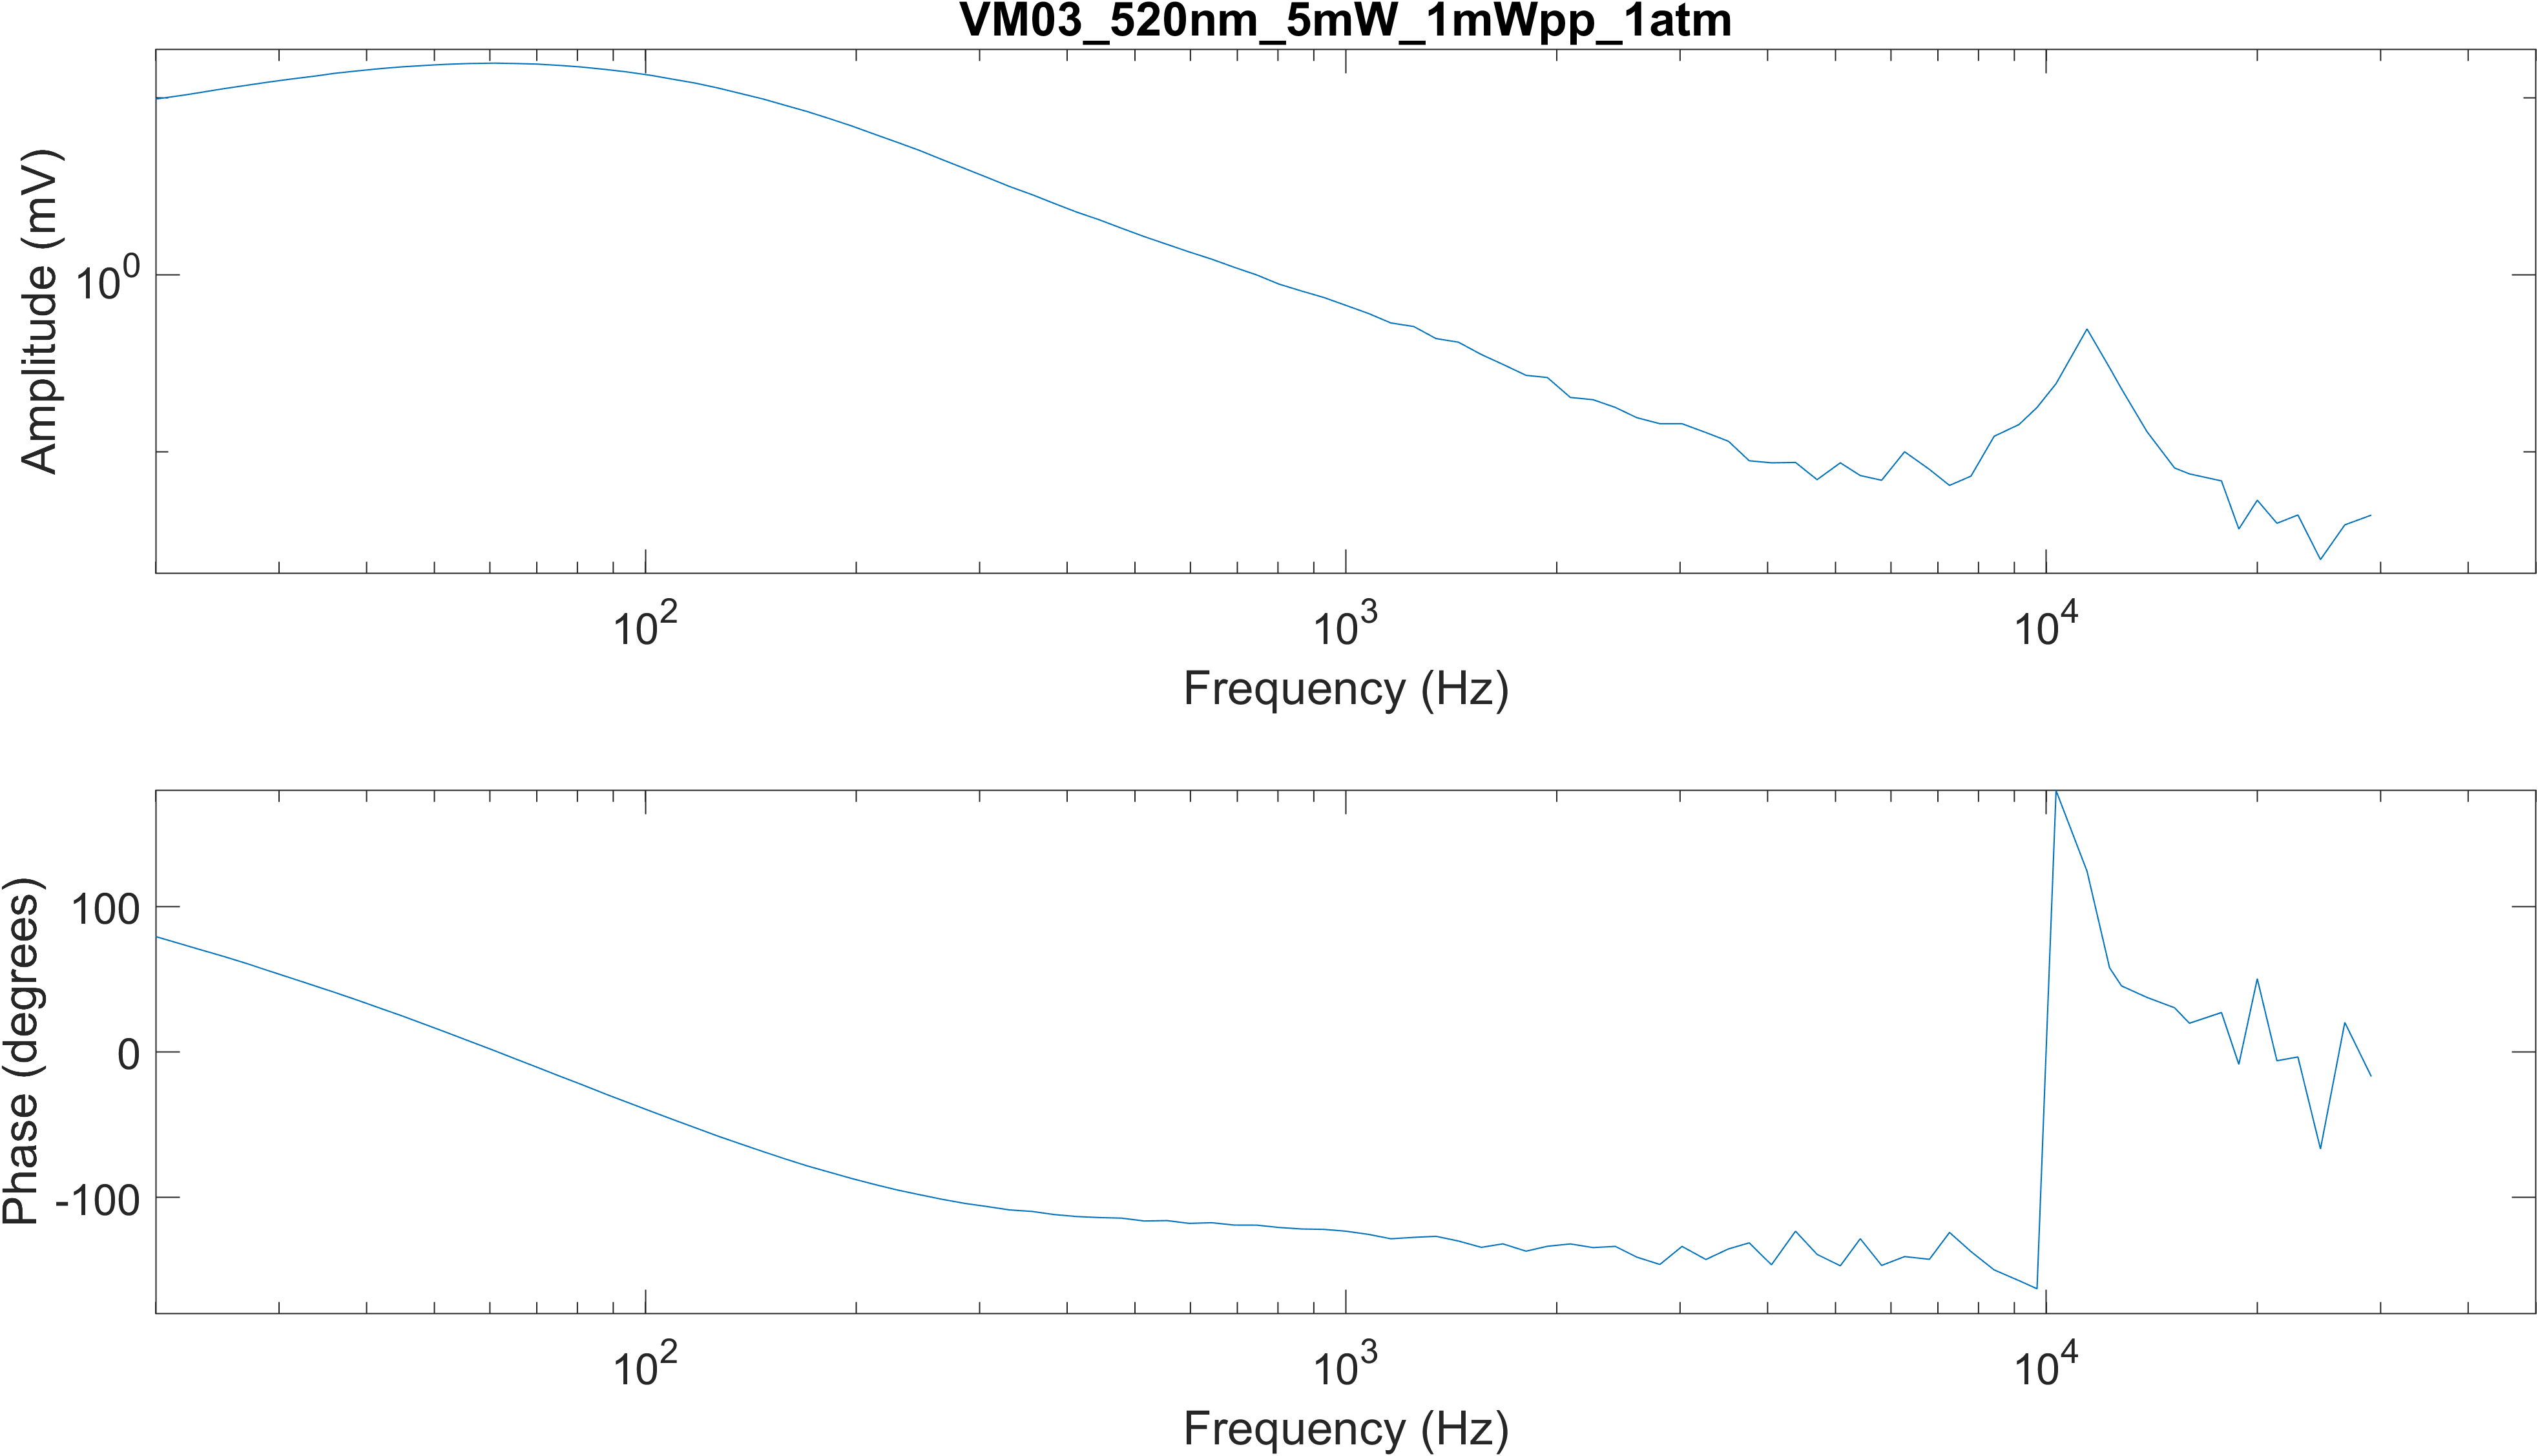 VM03_520nm_5mW_1mWpp_1atm
Amplitude (mV)
10^0
10^2 10^3 10^4
Frequency (Hz)
Phase (degrees)
100
0
-100
10^2 10^3 10^4
Frequency (Hz)